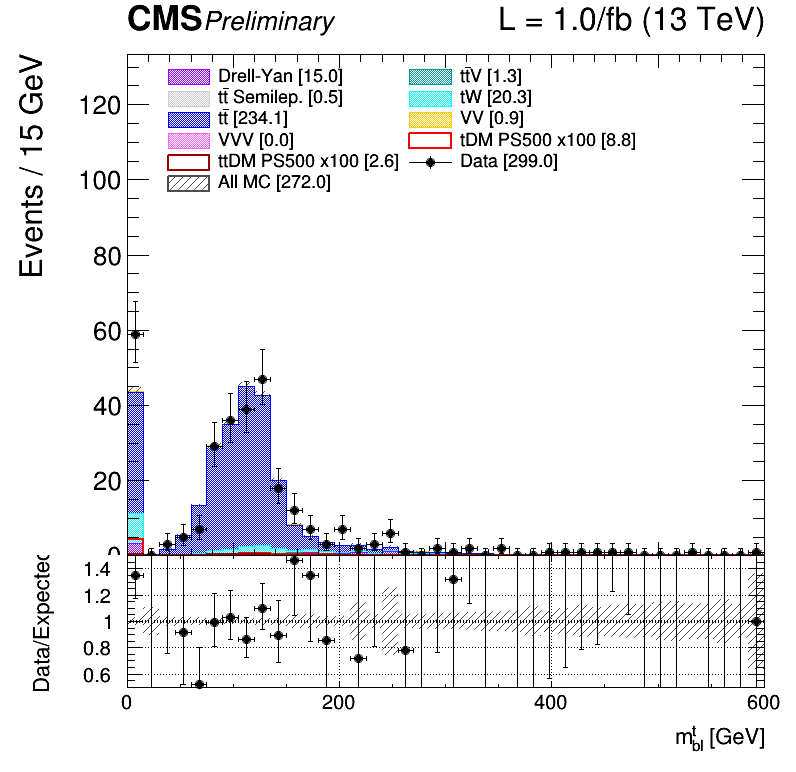 CMS Preliminary L = 1.0/fb (13 TeV)
Events / 15 GeV
Drell-Yan [15.0] tt̄V [1.3]
tt̄ Semilep. [0.5] tW [20.3]
tt̄ [234.1] VV [0.9]
VVV [0.0] tDM PS500 x100 [8.8]
ttDM PS500 x100 [2.6] Data [299.0]
All MC [272.0]
120
100
80
60
40
20
0
Data/Expected
1.4
1.2
1
0.8
0.6
0 200 400 600
m^t_bl [GeV]